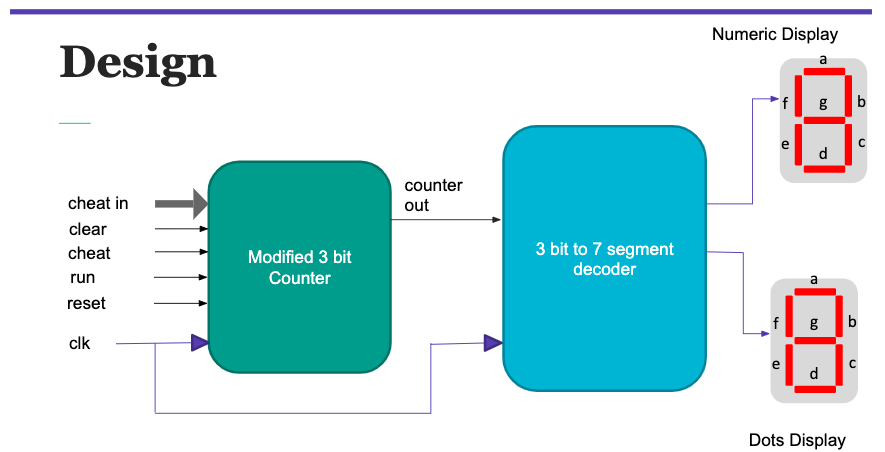 Design
Numeric Display
a
f
g
b
e
d
c
cheat in
clear
cheat
run
reset
clk
Modified 3 bit
Counter
counter
out
3 bit to 7 segment
decoder
a
f
g
b
e
d
c
Dots Display